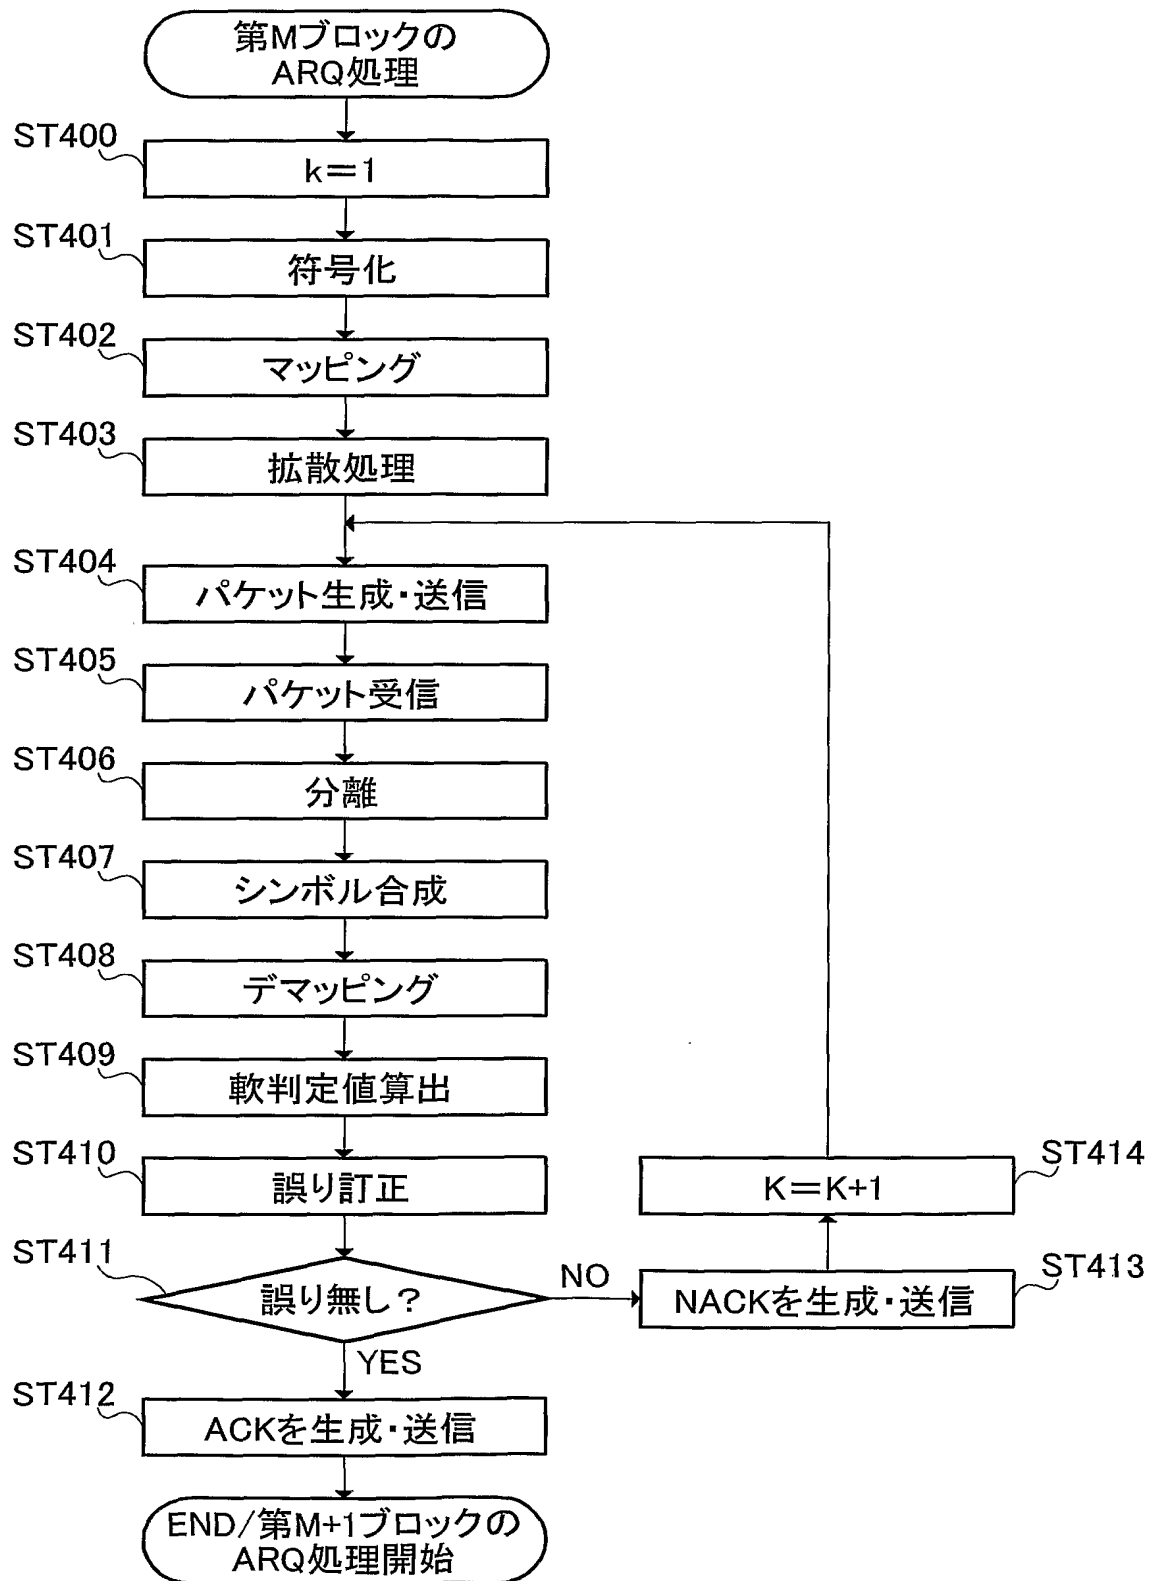 第Mブロックの
ARQ処理
ST400
k＝1
ST401
符号化
ST402
マッピング
ST403
拡散処理
ST404
パケット生成・送信
ST405
パケット受信
ST406
分離
ST407
シンボル合成
ST408
デマッピング
ST409
軟判定値算出
ST410
誤り訂正
ST414
K＝K+1
ST411
誤り無し？
NO
ST413
NACKを生成・送信
YES
ST412
ACKを生成・送信
END/第M+1ブロックの
ARQ処理開始